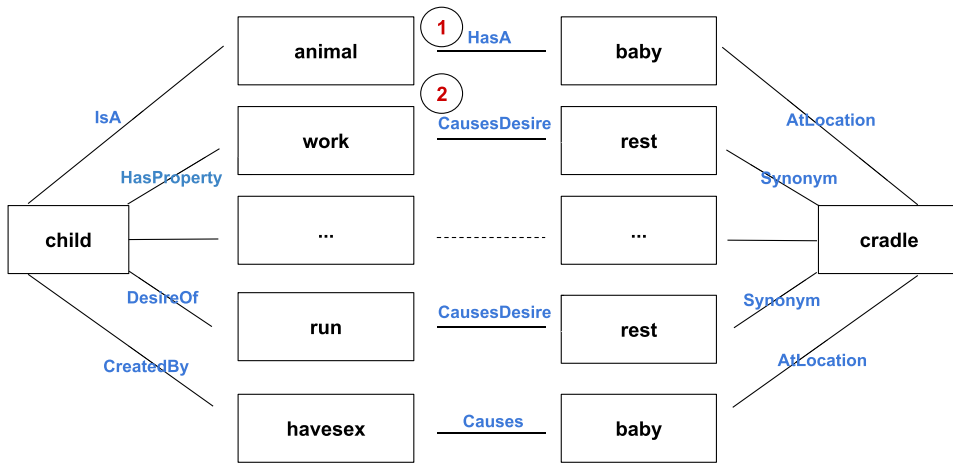 1
animal
HasA
baby
IsA
AtLocation
2
work
CausesDesire
rest
HasProperty
Synonym
child
...
...
cradle
DesireOf
run
CausesDesire
rest
Synonym
CreatedBy
AtLocation
havesex
Causes
baby